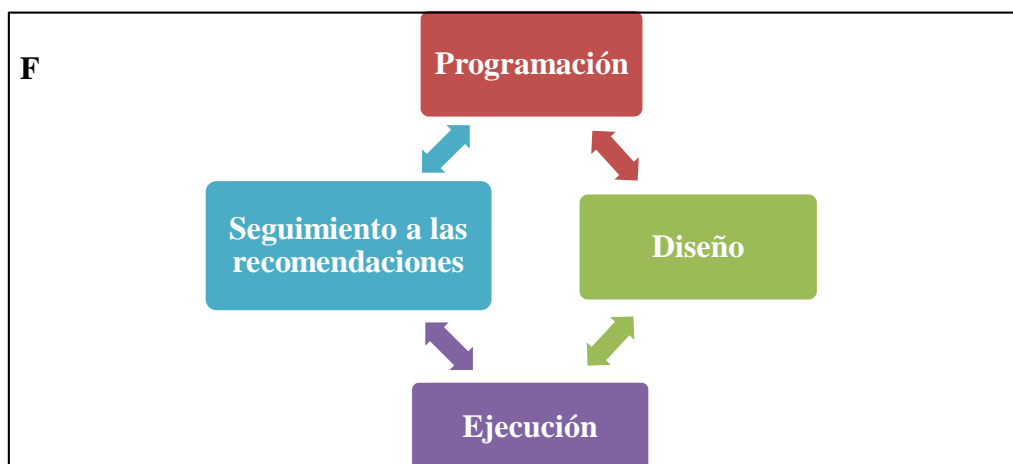 F
Programación
Seguimiento a las
recomendaciones
Diseño
Ejecución